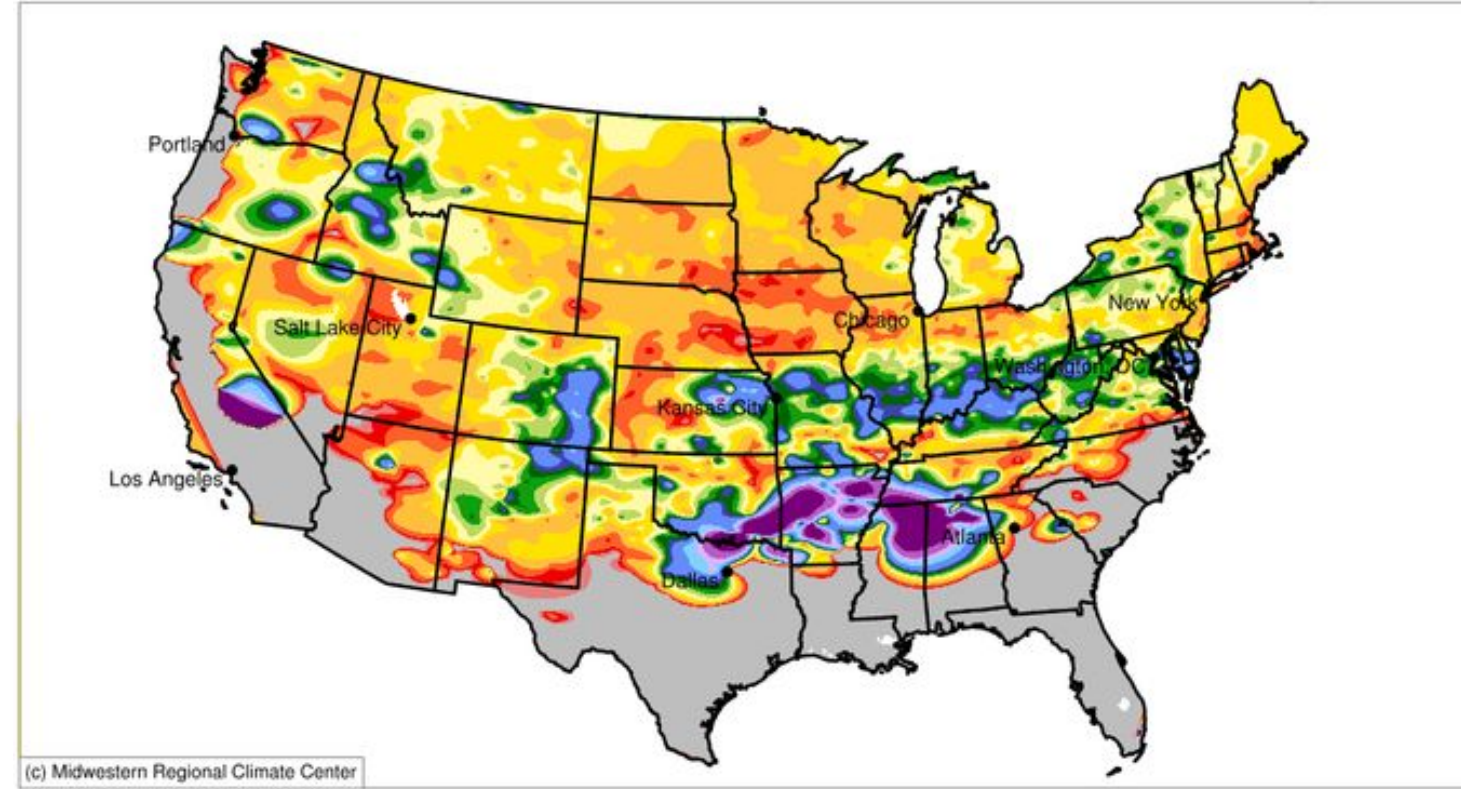 Portland
New York
Chicago
Salt Lake City
Washington, DC
Kansas City
Los Angeles
Atlanta
Dallas
(c) Midwestern Regional Climate Center